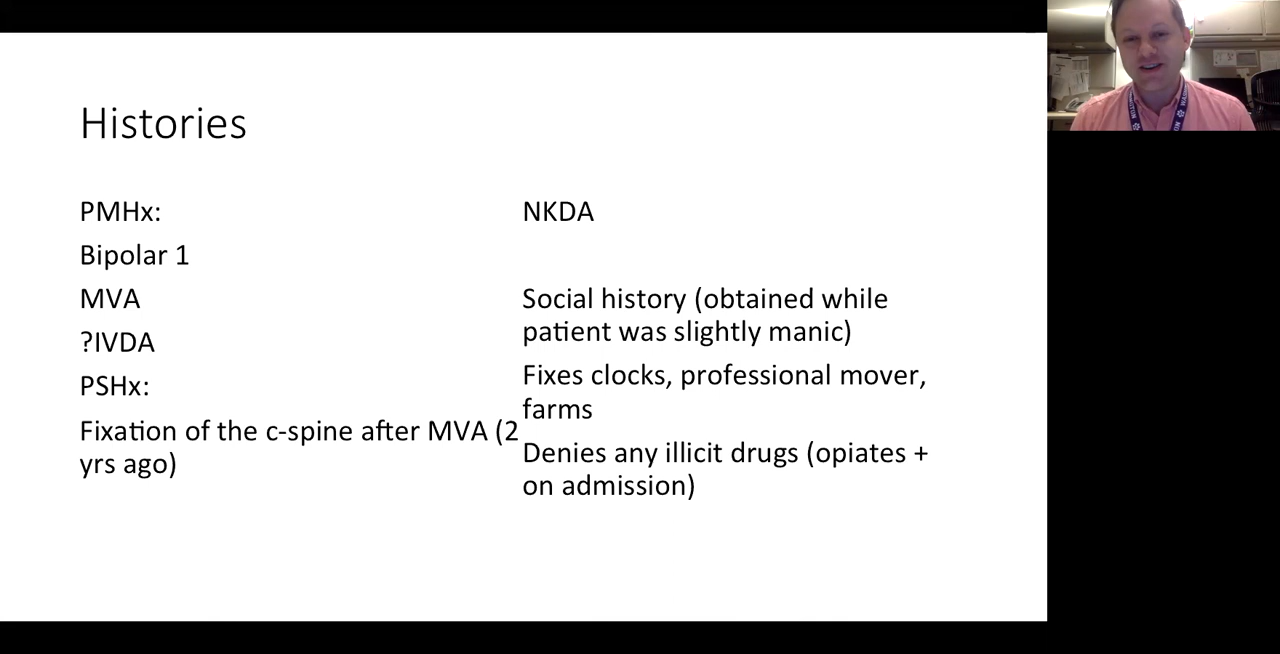 Histories
PMHx:
Bipolar 1
MVA
?IVDA
PSHx:
Fixation of the c-spine after MVA (2
yrs ago)
NKDA
Social history (obtained while
patient was slightly manic)
Fixes clocks, professional mover,
farms
Denies any illicit drugs (opiates +
on admission)